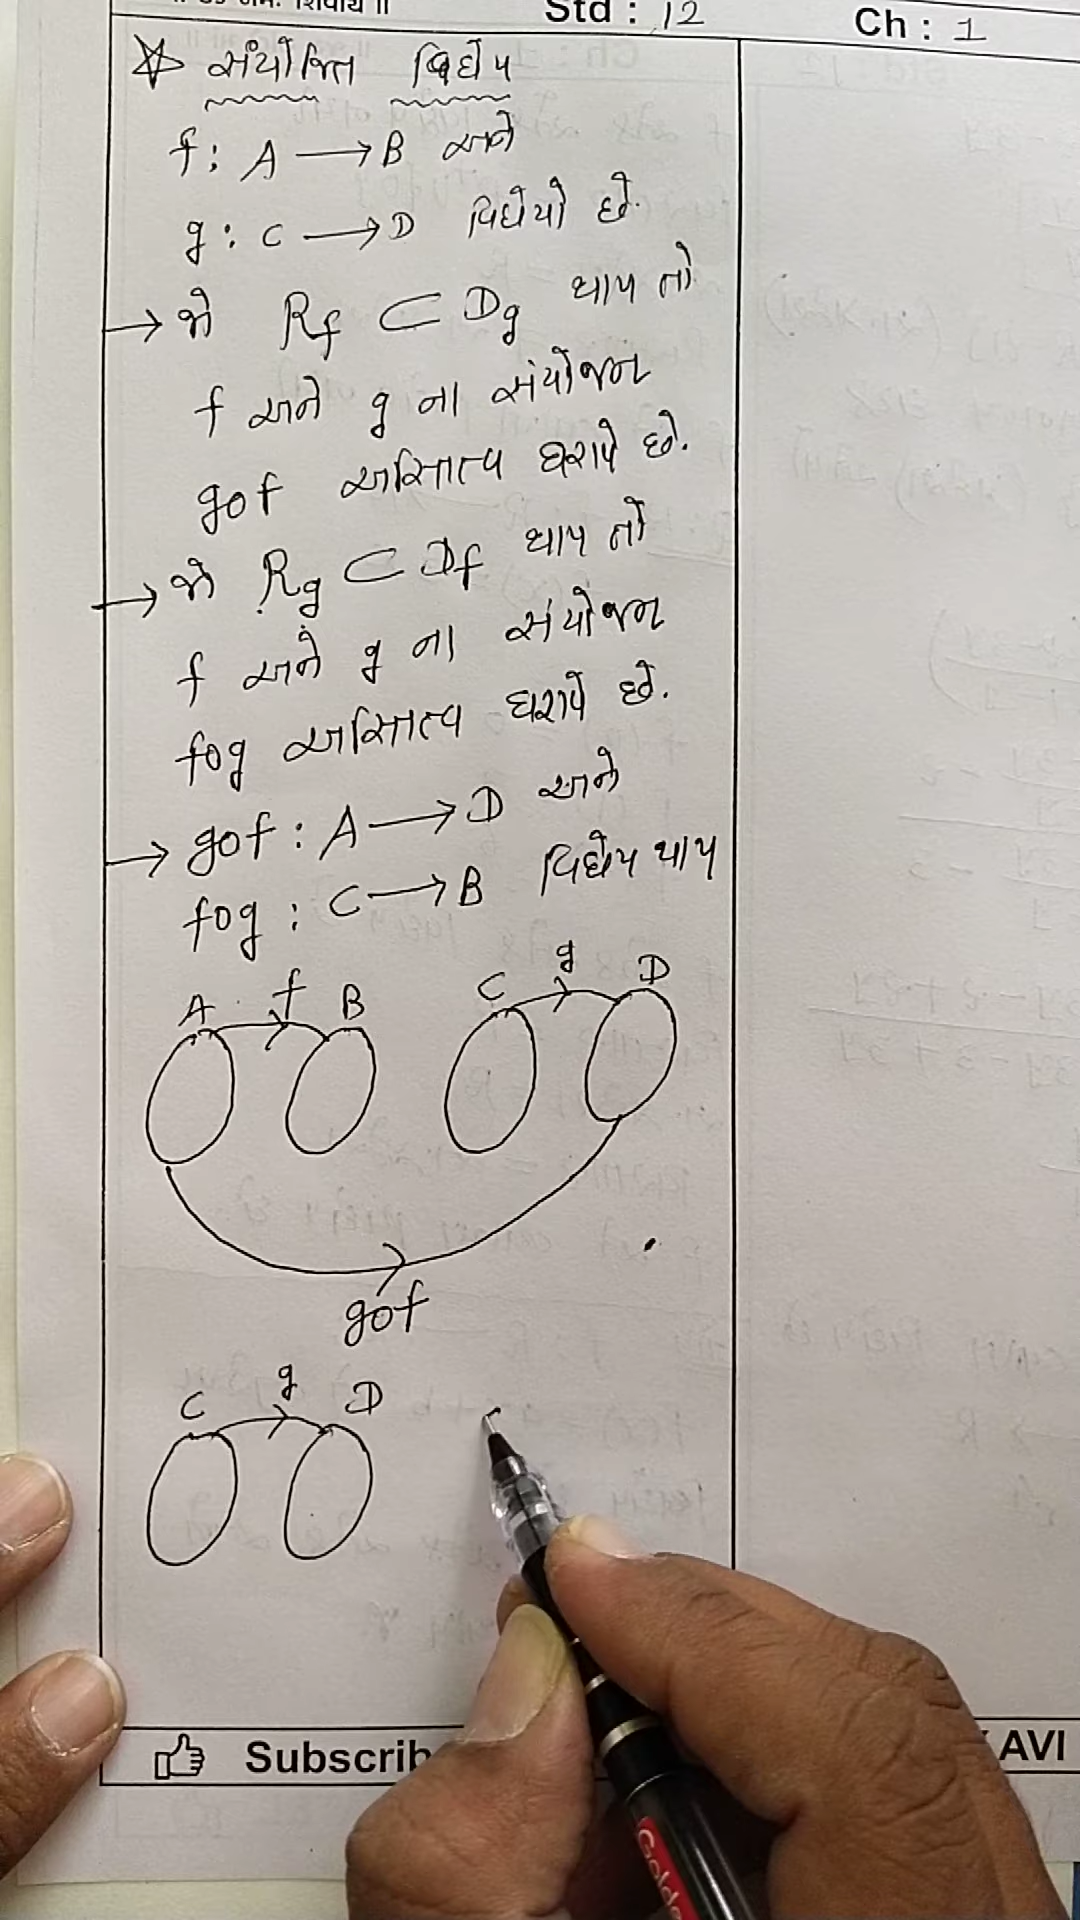 Std : 12
Ch : 1
સંયોજિત વિધેય
f : A → B અને
g : C → D વિધેયો છે.
→ જો Rf ⊂ Dg થાય તો
f અને g ના સંયોજન
gof અસ્તિત્વ ધરાવે છે.
→ જો Rg ⊂ Df થાય તો
f અને g ના સંયોજન
fog અસ્તિત્વ ધરાવે છે.
→ gof : A → D અને
fog : C → B વિધેય થાય
A f B C g D
gof
C g D
Subscrib
AVI